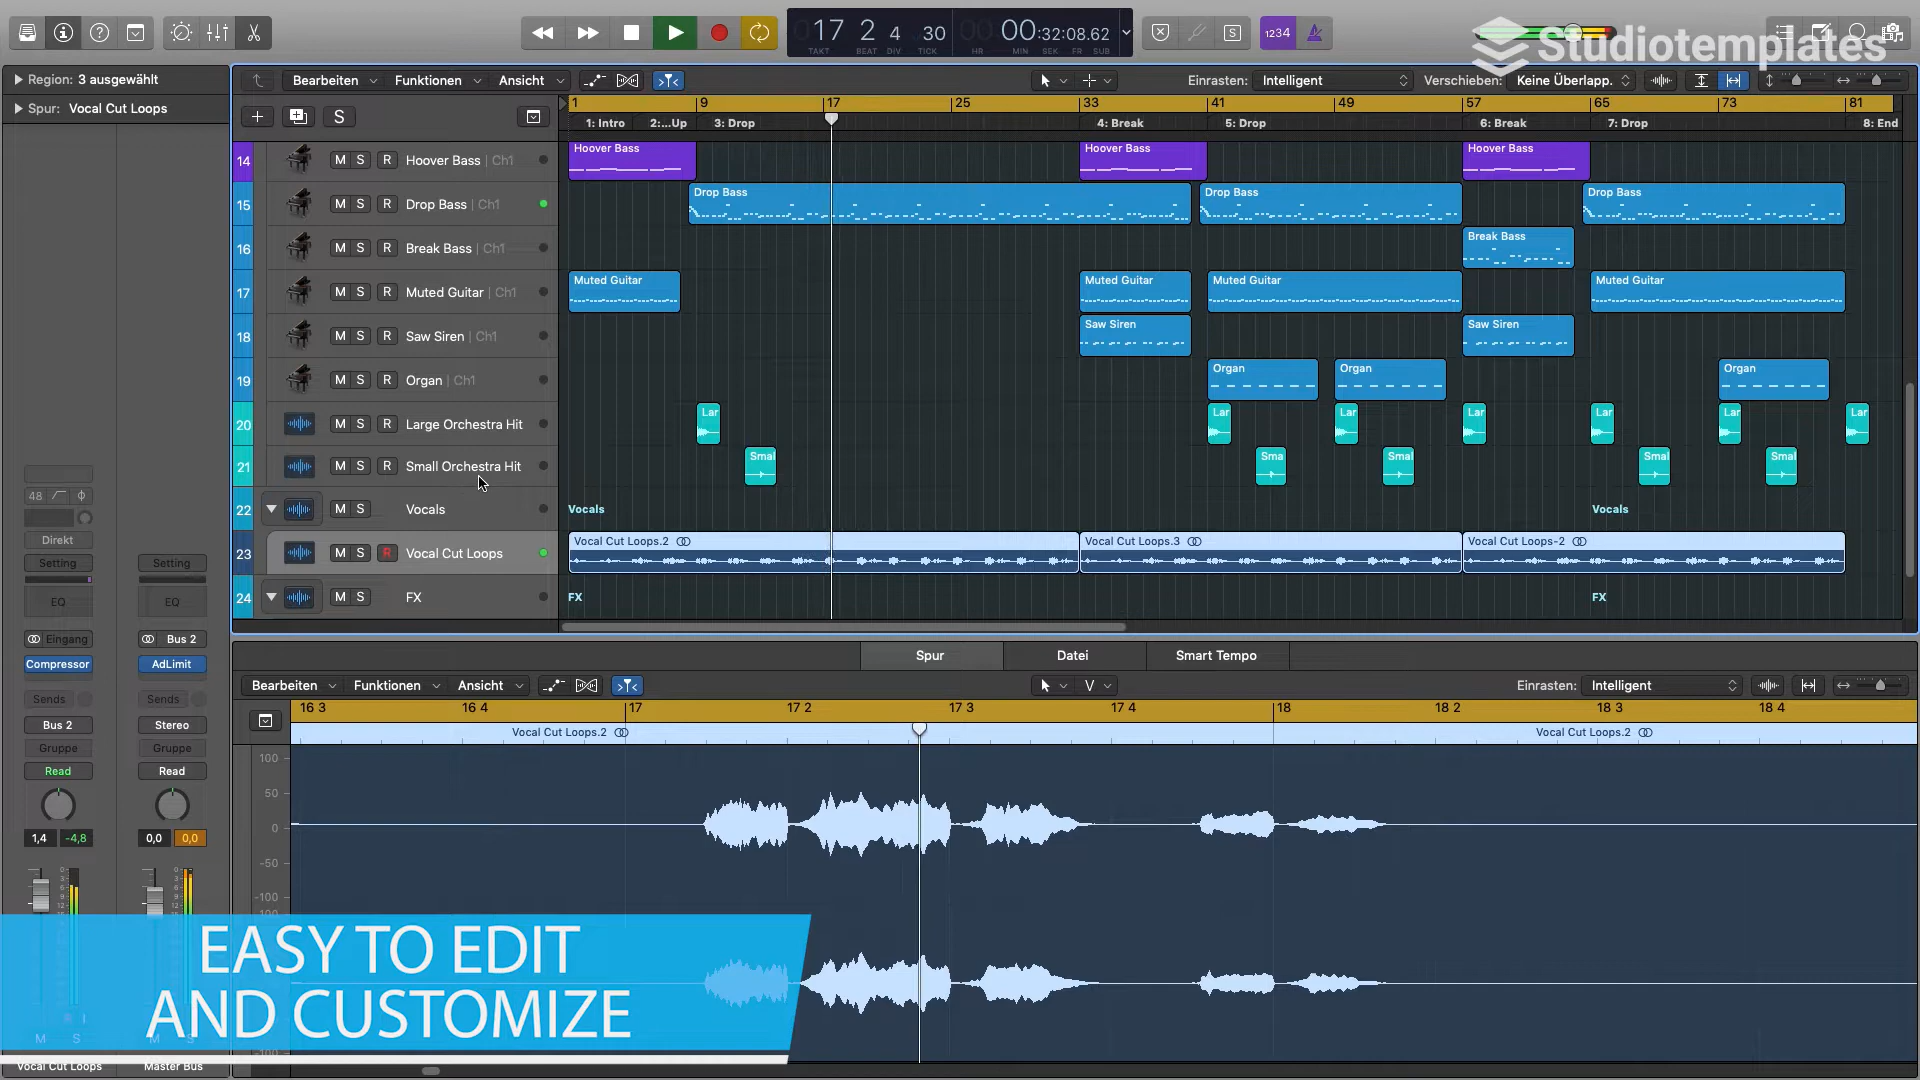 17 2 4 30 00:32:08.62
TAKT BEAT DIV TICK HR MIN SEK FR SUB
1234
Studiotemplates
Region: 3 ausgewählt
Spur: Vocal Cut Loops
Bearbeiten Funktionen Ansicht Einrasten: Intelligent Verschieben: Keine Überlapp.
S
1 9 17 25 33 41 49 57 65 73 81
1: Intro 2:...Up 3: Drop 4: Break 5: Drop 6: Break 7: Drop 8: End
14 M S R Hoover Bass | Ch1 Hoover Bass Hoover Bass Hoover Bass
15 M S R Drop Bass | Ch1 Drop Bass Drop Bass Drop Bass
16 M S R Break Bass | Ch1 Break Bass
17 M S R Muted Guitar | Ch1 Muted Guitar Muted Guitar Muted Guitar Muted Guitar
18 M S R Saw Siren | Ch1 Saw Siren Saw Siren
19 M S R Organ | Ch1 Organ Organ Organ
20 M S R Large Orchestra Hit Lar Lar Lar Lar Lar Lar Lar
21 M S R Small Orchestra Hit Smal Sma Smal Smal Smal
22 M S Vocals Vocals Vocals
23 M S R Vocal Cut Loops Vocal Cut Loops.2 Vocal Cut Loops.3 Vocal Cut Loops-2
24 M S FX FX FX
48
Direkt
Setting Setting
EQ EQ
Eingang Bus 2
Compressor AdLimit
Sends Sends
Bus 2 Stereo
Gruppe Gruppe
Read Read
1,4 -4,8 0,0 0,0
M S M
Vocal Cut Loops Master Bus
Spur Datei Smart Tempo
Bearbeiten Funktionen Ansicht V Einrasten: Intelligent
16 3 16 4 17 17 2 17 3 17 4 18 18 2 18 3 18 4
Vocal Cut Loops.2 Vocal Cut Loops.2
100
50
0
-50
-100
EASY TO EDIT
AND CUSTOMIZE